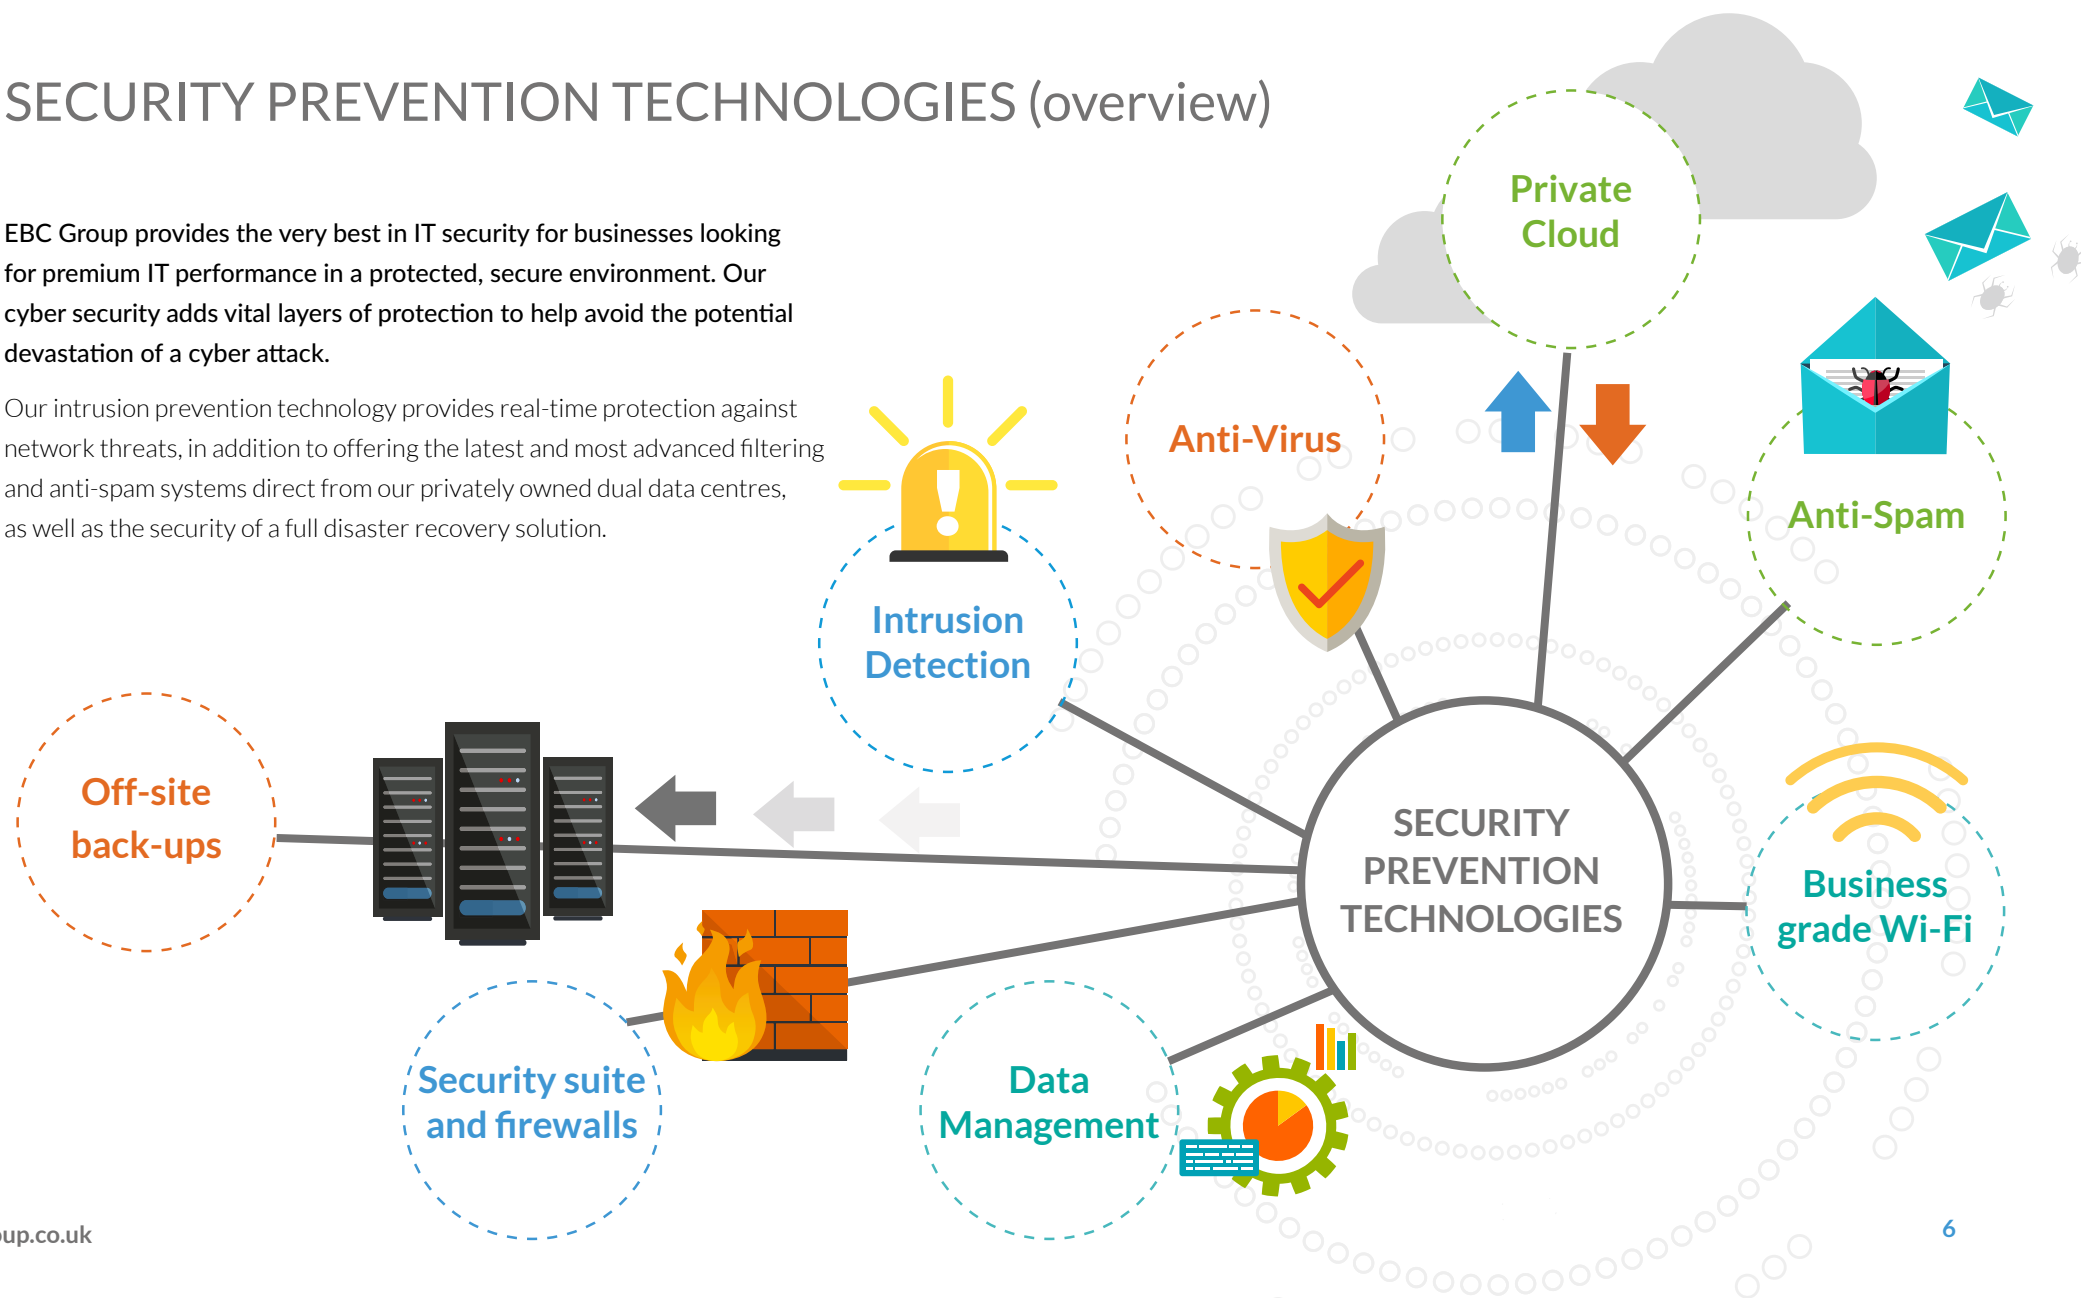 SECURITY PREVENTION TECHNOLOGIES (overview)
EBC Group provides the very best in IT security for businesses looking
for premium IT performance in a protected, secure environment. Our
cyber security adds vital layers of protection to help avoid the potential
devastation of a cyber attack.
Our intrusion prevention technology provides real-time protection against
network threats, in addition to offering the latest and most advanced filtering
and anti-spam systems direct from our privately owned dual data centres,
as well as the security of a full disaster recovery solution.
Private
Cloud
Anti-Virus
Anti-Spam
Intrusion
Detection
Off-site
back-ups
SECURITY
PREVENTION
TECHNOLOGIES
Business
grade Wi-Fi
Security suite
and firewalls
Data
Management
up.co.uk
6